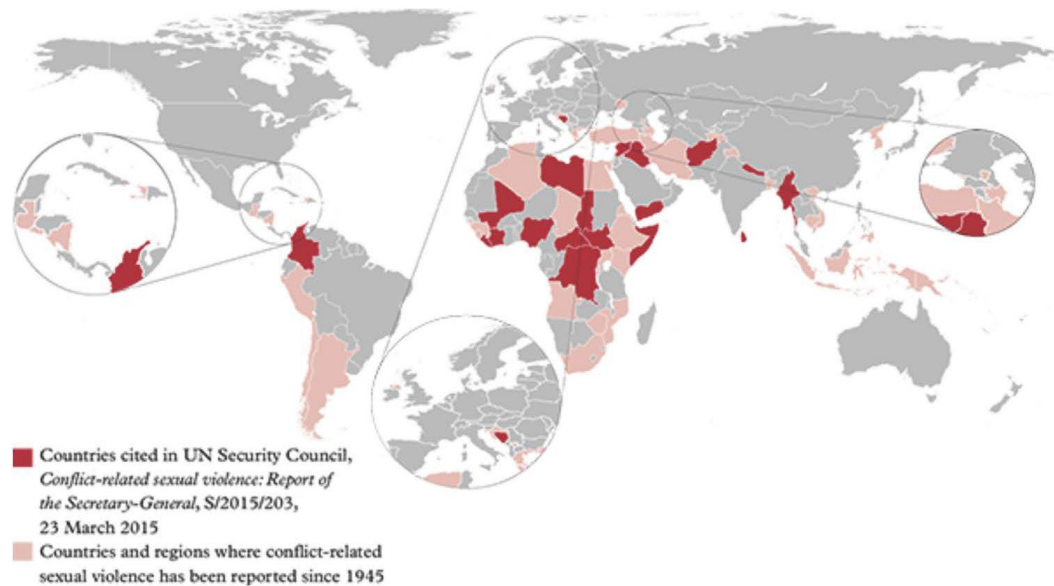 Countries cited in UN Security Council,
Conflict-related sexual violence: Report of
the Secretary-General, S/2015/203,
23 March 2015
Countries and regions where conflict-related
sexual violence has been reported since 1945